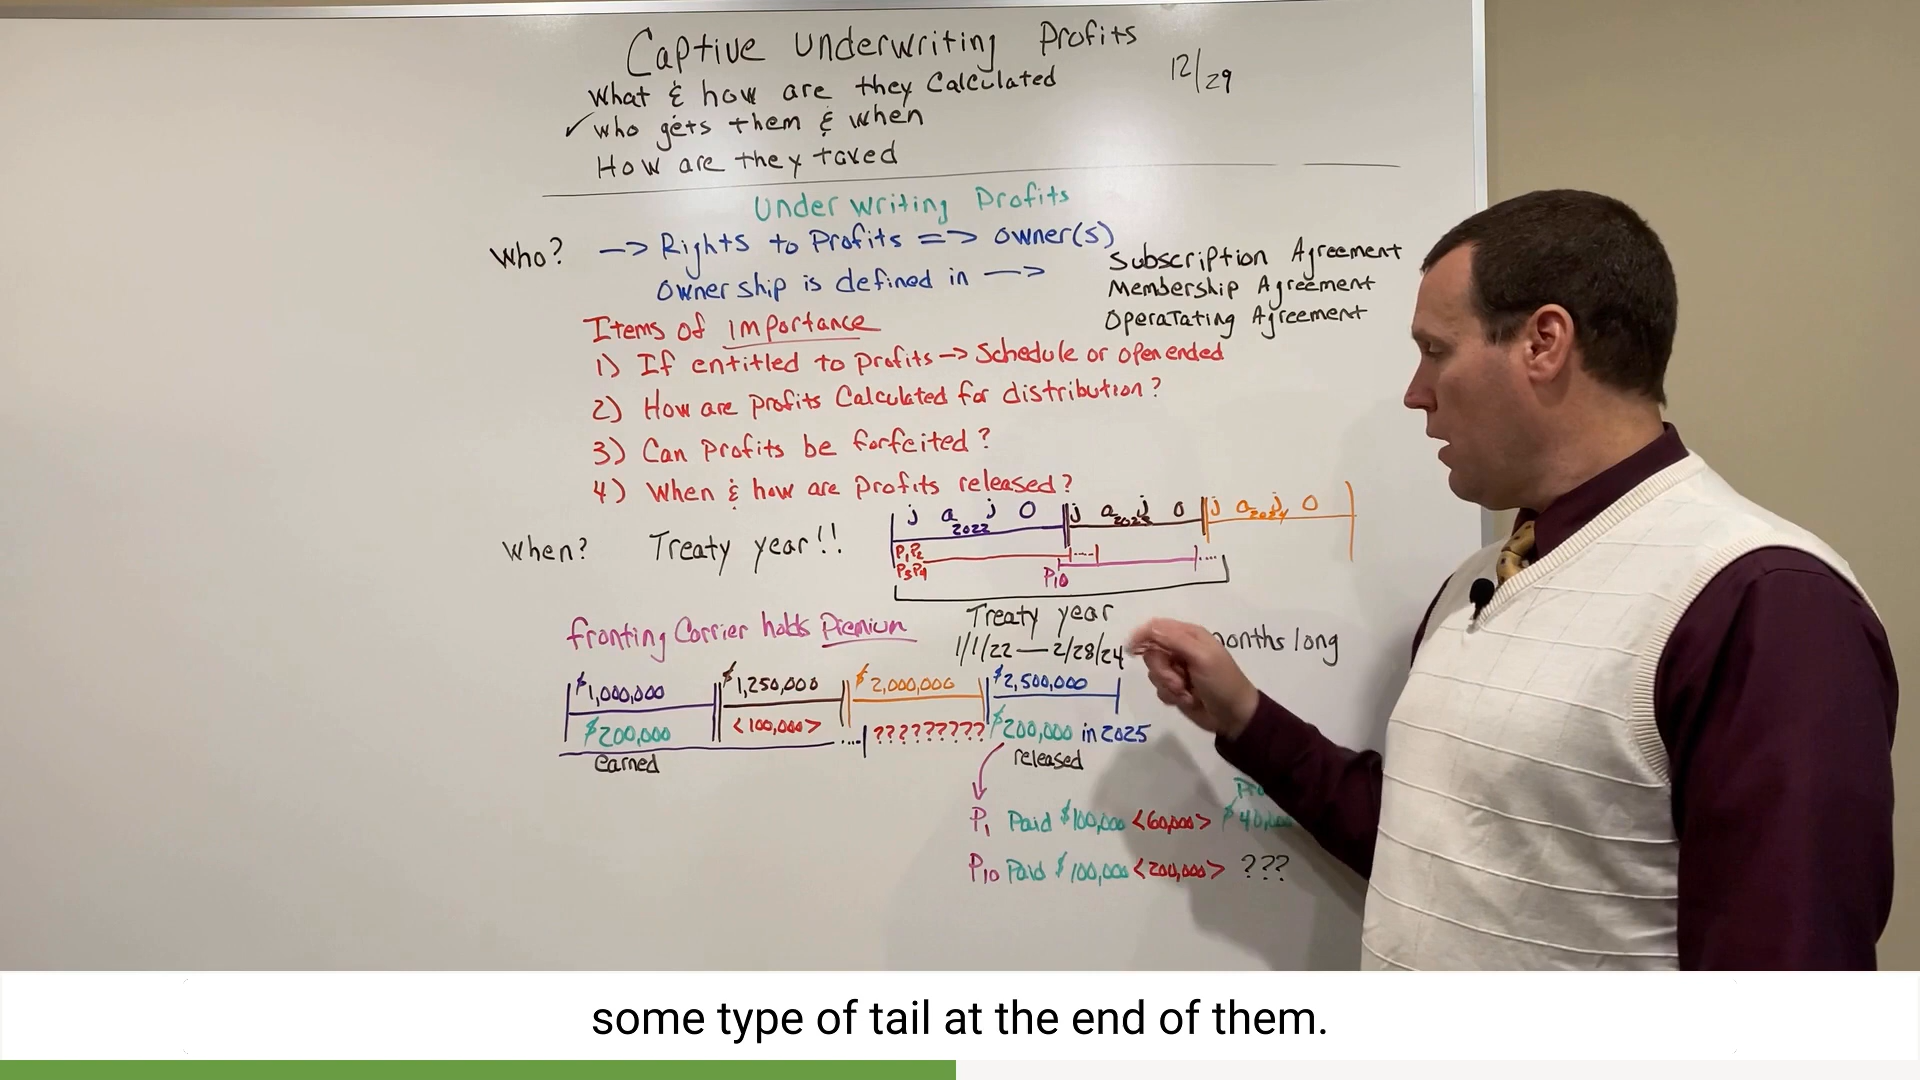 Captive Underwriting Profits
12/29
What & how are they Calculated
✓ who gets them & when
How are they taxed
Underwriting Profits
Who? —> Rights to Profits => owner(s)
Ownership is defined in —>
Subscription Agreement
Membership Agreement
OperaTating Agreement
Items of importance
1) If entitled to profits -> Schedule or open ended
2) How are profits Calculated for distribution?
3) Can Profits be forfeited?
4) When & how are profits released?
j a j O j a j o j a j O
2022 2023 2024
When? Treaty year!!
P1 P2
P3 P4
P10
Treaty year
1/1/22 — 2/28/24
months long
fronting Carrier holds Premium
$1,000,000 $1,250,000 $2,000,000 $2,500,000
$200,000 <100,000> ????????? $200,000 in 2025
earned
released
P1 Paid $100,000 <60,000> $40,000
P10 Paid $100,000 <200,000> ???
some type of tail at the end of them.